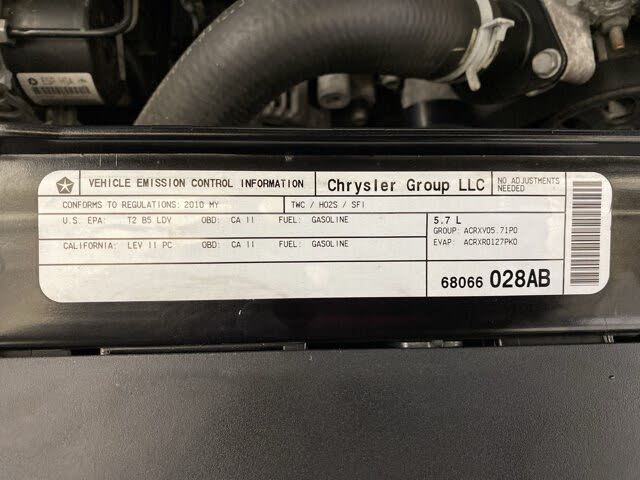 ESP HSA
VEHICLE EMISSION CONTROL INFORMATION Chrysler Group LLC NO ADJUSTMENTS NEEDED
CONFORMS TO REGULATIONS: 2010 MY TWC / HO2S / SFI
U.S. EPA: T2 B5 LDV OBD: CA II FUEL: GASOLINE
CALIFORNIA: LEV II PC OBD: CA II FUEL: GASOLINE
5.7 L
GROUP: ACRXV05.71P0
EVAP: ACRXR0127PK0
68066 028AB